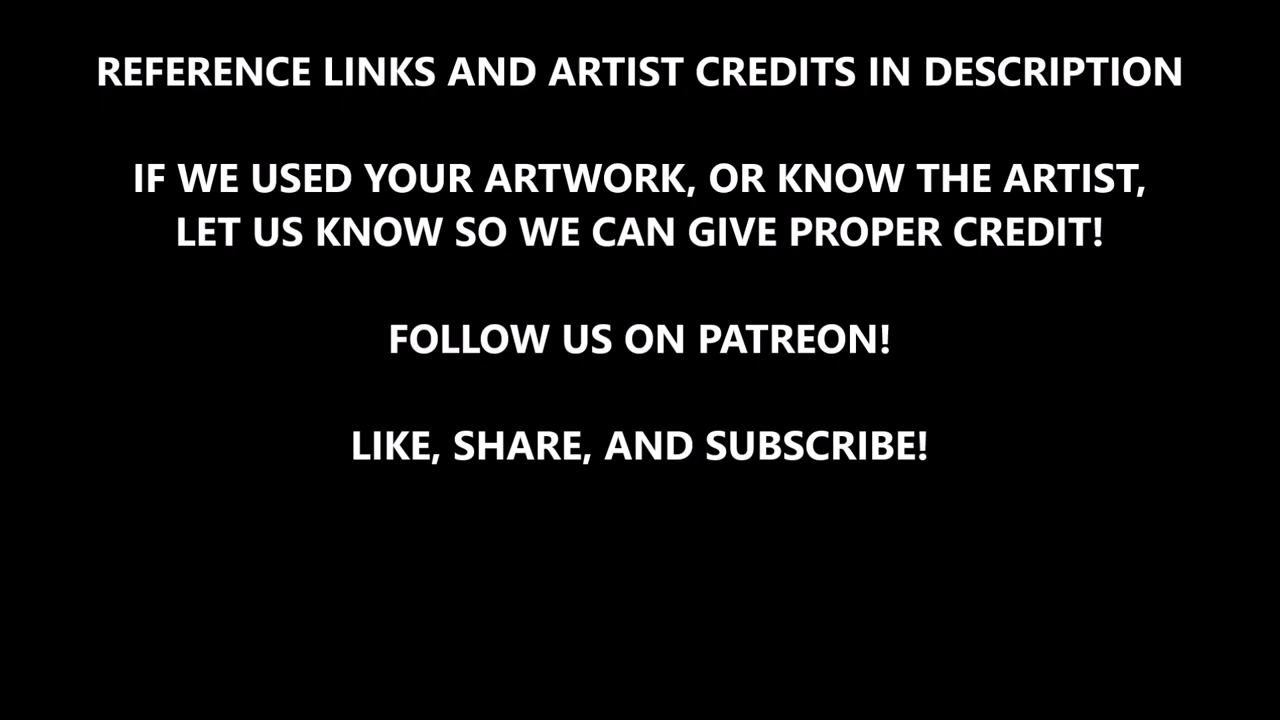 REFERENCE LINKS AND ARTIST CREDITS IN DESCRIPTION
IF WE USED YOUR ARTWORK, OR KNOW THE ARTIST,
LET US KNOW SO WE CAN GIVE PROPER CREDIT!
FOLLOW US ON PATREON!
LIKE, SHARE, AND SUBSCRIBE!